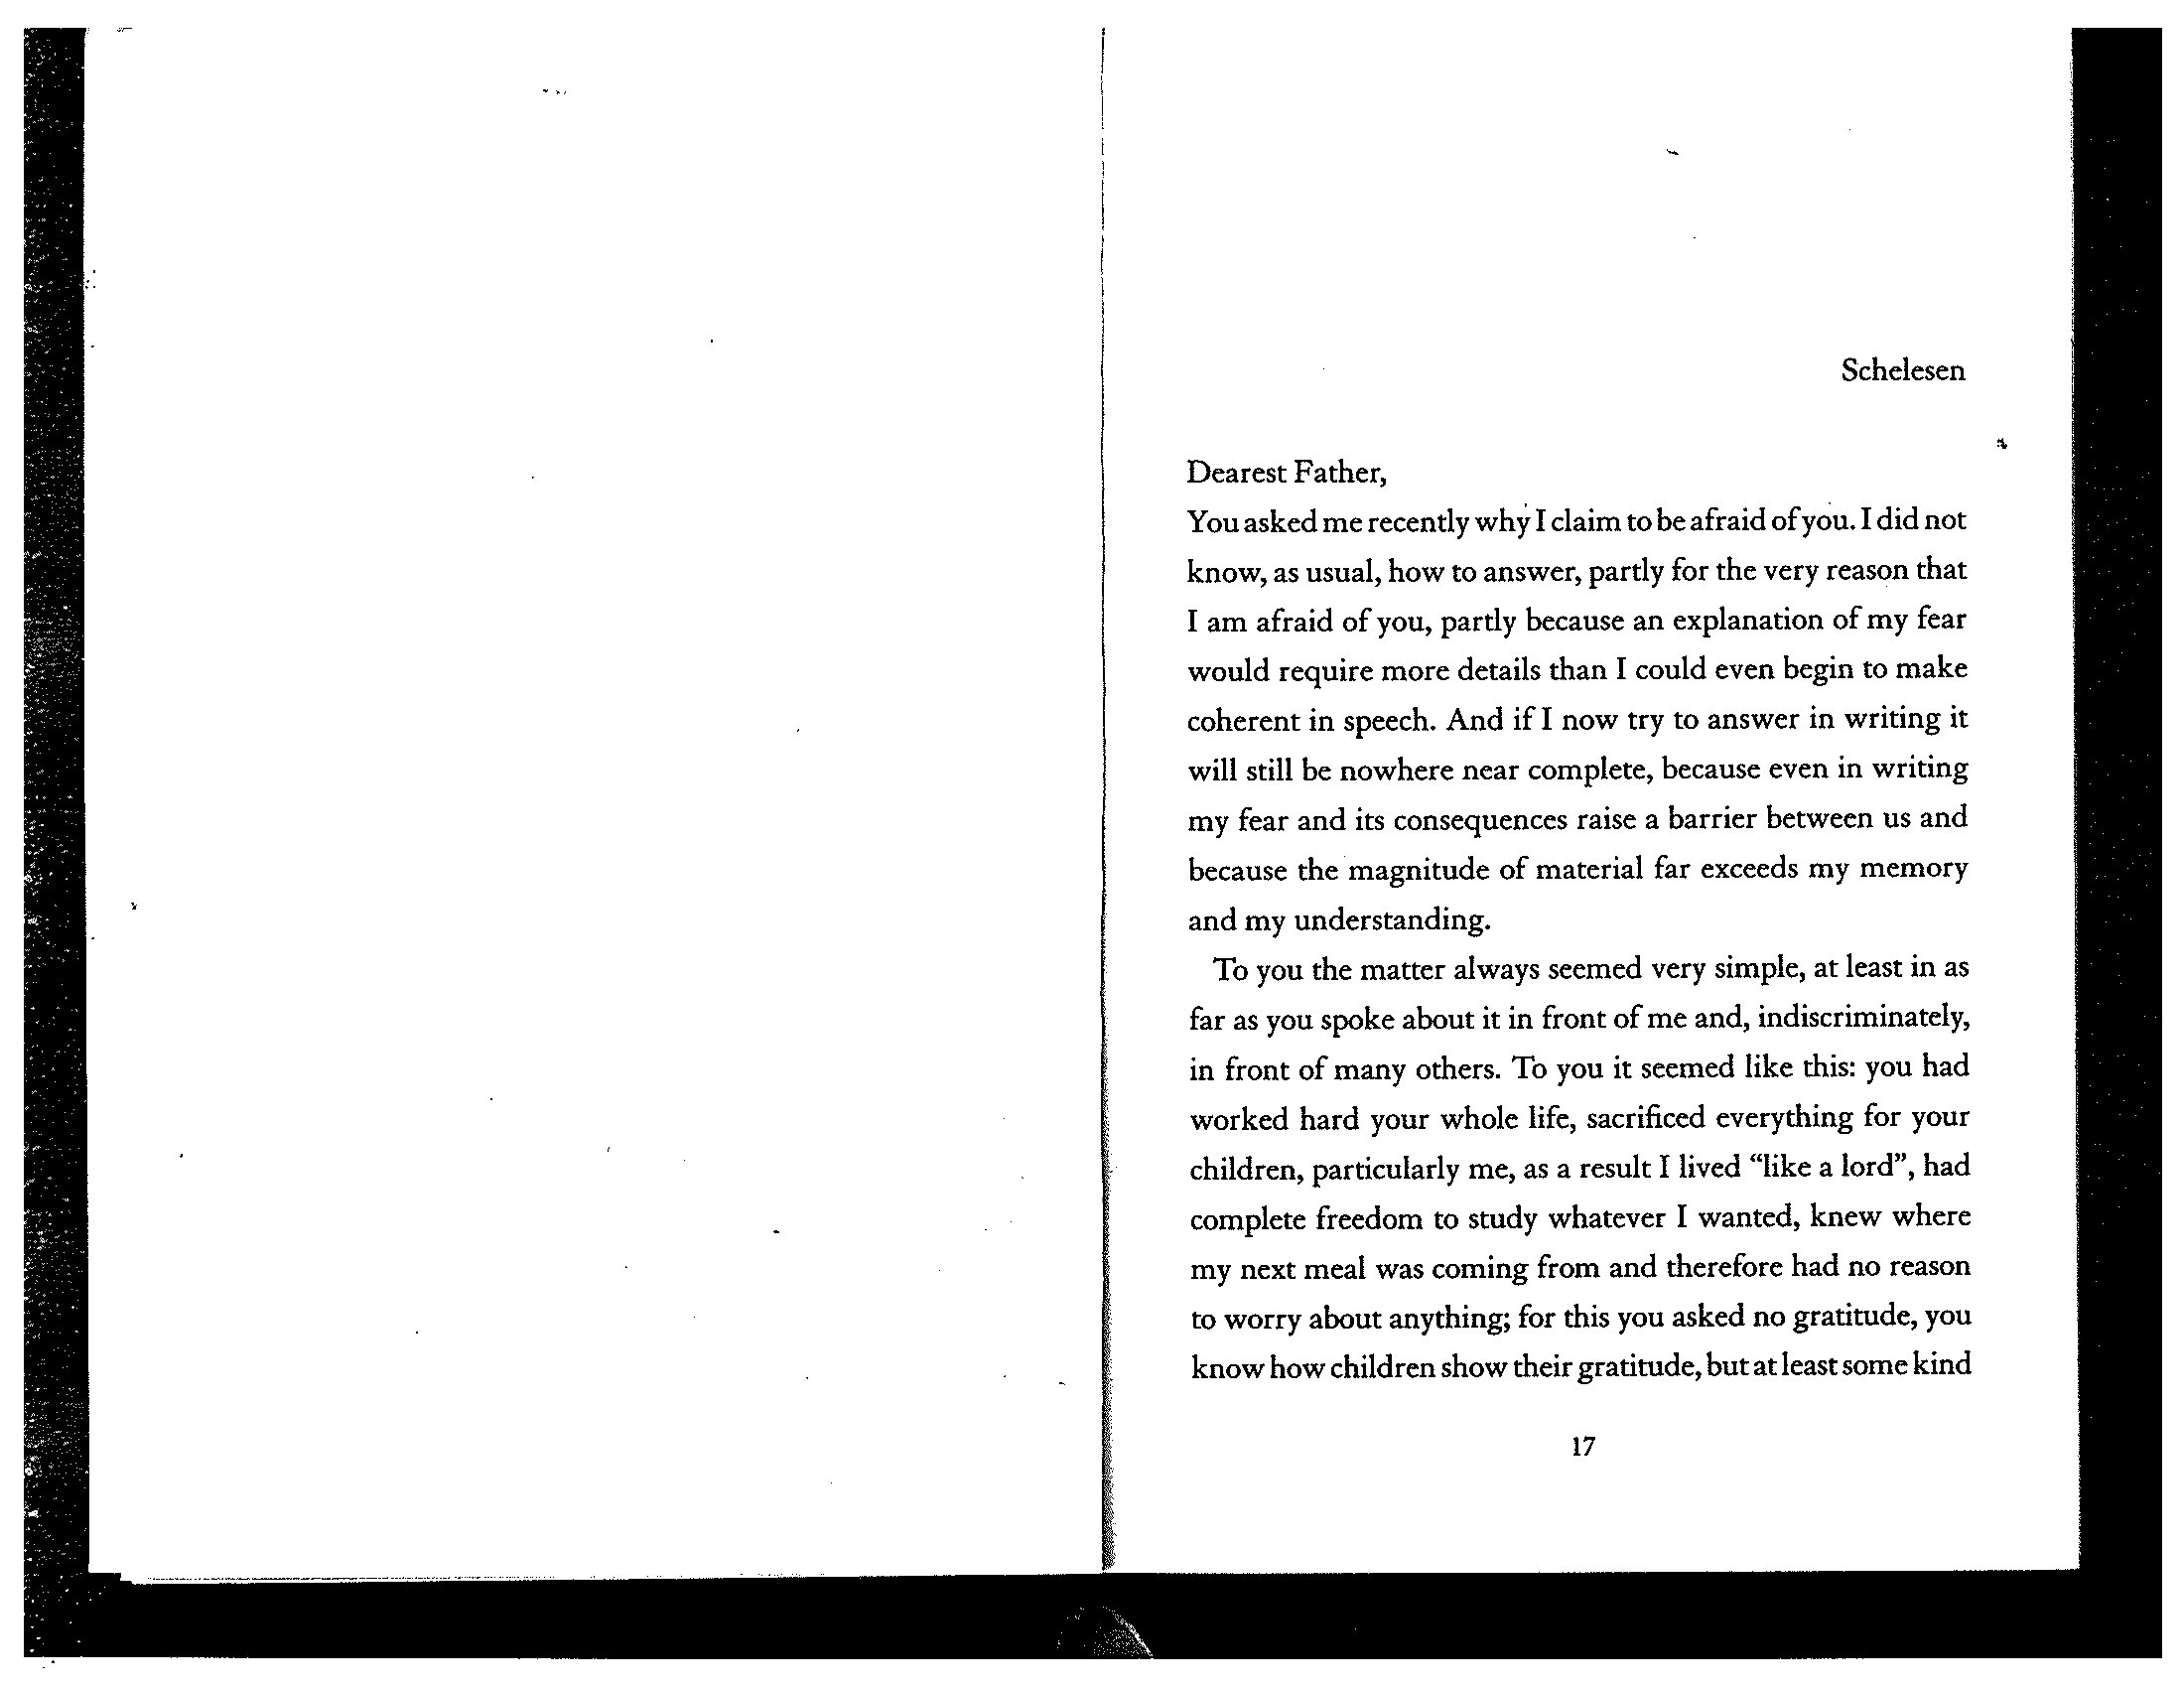 Schelesen
Dearest Father,
You asked me recently why I claim to be afraid of you. I did not
know, as usual, how to answer, partly for the very reason that
I am afraid of you, partly because an explanation of my fear
would require more details than I could even begin to make
coherent in speech. And if I now try to answer in writing it
will still be nowhere near complete, because even in writing
my fear and its consequences raise a barrier between us and
because the magnitude of material far exceeds my memory
and my understanding.
To you the matter always seemed very simple, at least in as
far as you spoke about it in front of me and, indiscriminately,
in front of many others. To you it seemed like this: you had
worked hard your whole life, sacrificed everything for your
children, particularly me, as a result I lived “like a lord”, had
complete freedom to study whatever I wanted, knew where
my next meal was coming from and therefore had no reason
to worry about anything; for this you asked no gratitude, you
know how children show their gratitude, but at least some kind
17